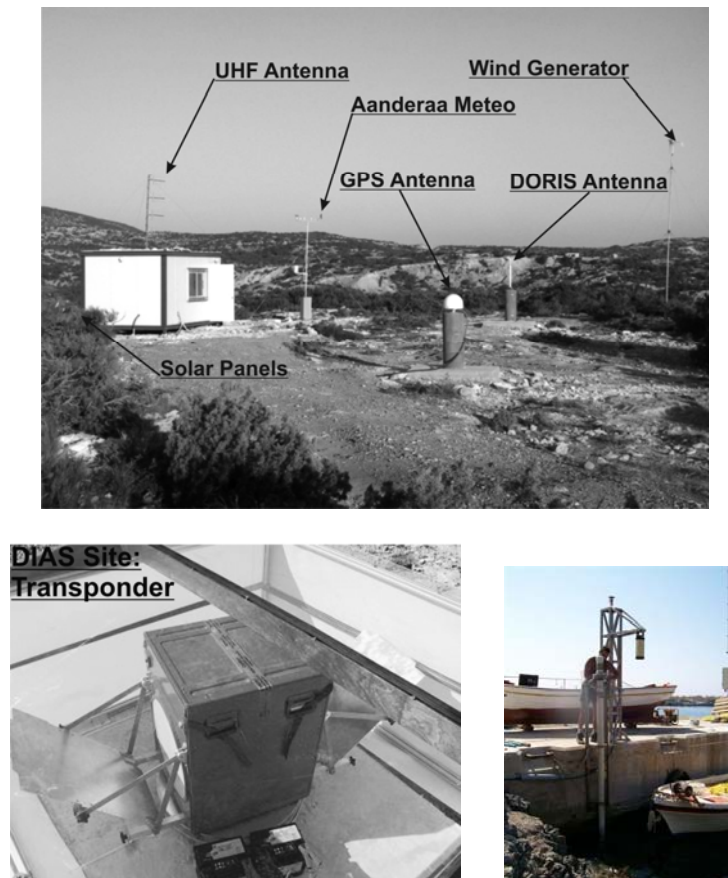 UHF Antenna
Wind Generator
Aanderaa Meteo
GPS Antenna
DORIS Antenna
Solar Panels
DIAS Site:
Transponder